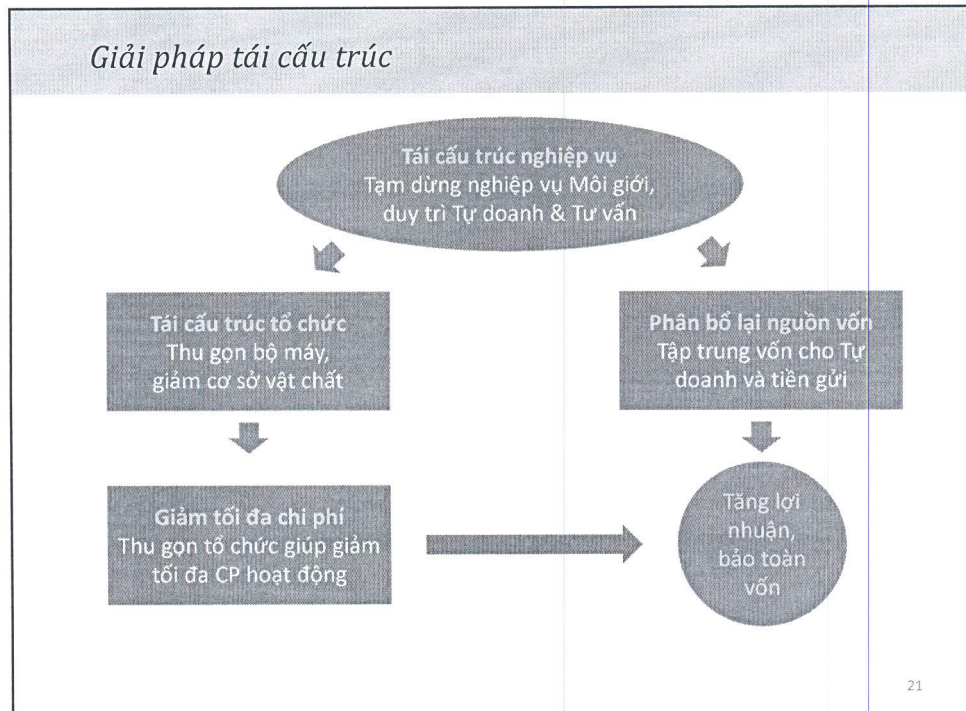 Giải pháp tái cấu trúc
Tái cấu trúc nghiệp vụ
Tạm dừng nghiệp vụ Môi giới,
duy trì Tự doanh & Tư vấn
Tái cấu trúc tổ chức
Thu gọn bộ máy,
giảm cơ sở vật chất
Phân bổ lại nguồn vốn
Tập trung vốn cho Tự
doanh và tiền gửi
Giảm tối đa chi phí
Thu gọn tổ chức giúp giảm
tối đa CP hoạt động
Tăng lợi
nhuận,
bảo toàn
vốn
21